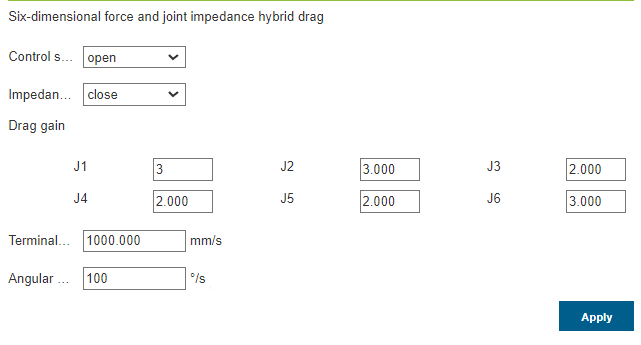 Six-dimensional force and joint impedance hybrid drag
Control s... open
Impedan... close
Drag gain
J1 3 J2 3.000 J3 2.000
J4 2.000 J5 2.000 J6 3.000
Terminal... 1000.000 mm/s
Angular ... 100 °/s
Apply